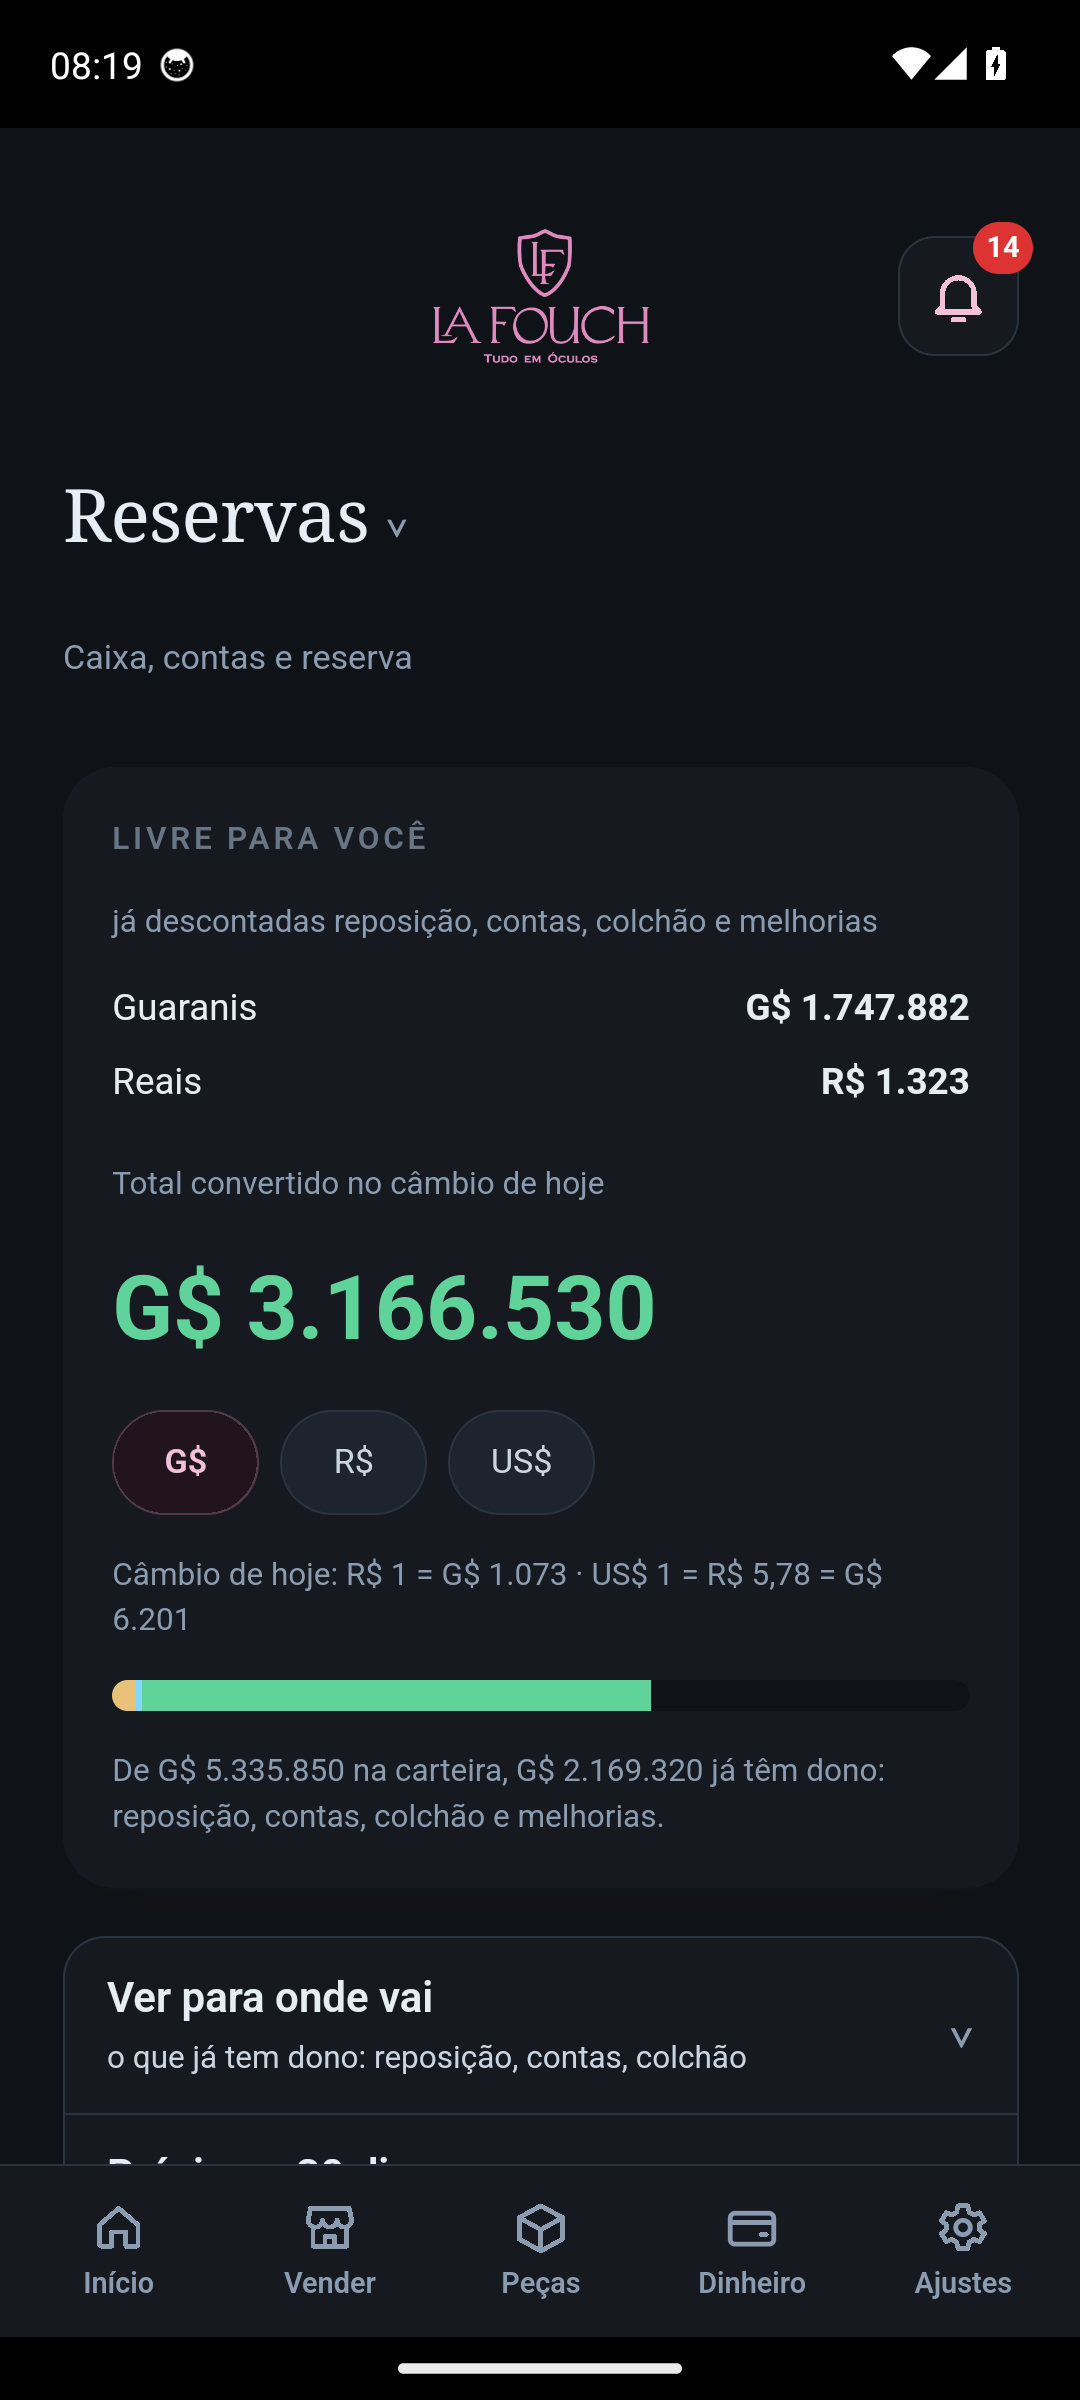 08:19
14
LF
LA FOUCH
TUDO EM ÓCULOS
Reservas
Caixa, contas e reserva
LIVRE PARA VOCÊ
já descontadas reposição, contas, colchão e melhorias
Guaranis G$ 1.747.882
Reais R$ 1.323
Total convertido no câmbio de hoje
G$ 3.166.530
G$ R$ US$
Câmbio de hoje: R$ 1 = G$ 1.073 · US$ 1 = R$ 5,78 = G$
6.201
De G$ 5.335.850 na carteira, G$ 2.169.320 já têm dono:
reposição, contas, colchão e melhorias.
Ver para onde vai
o que já tem dono: reposição, contas, colchão
Início Vender Peças Dinheiro Ajustes